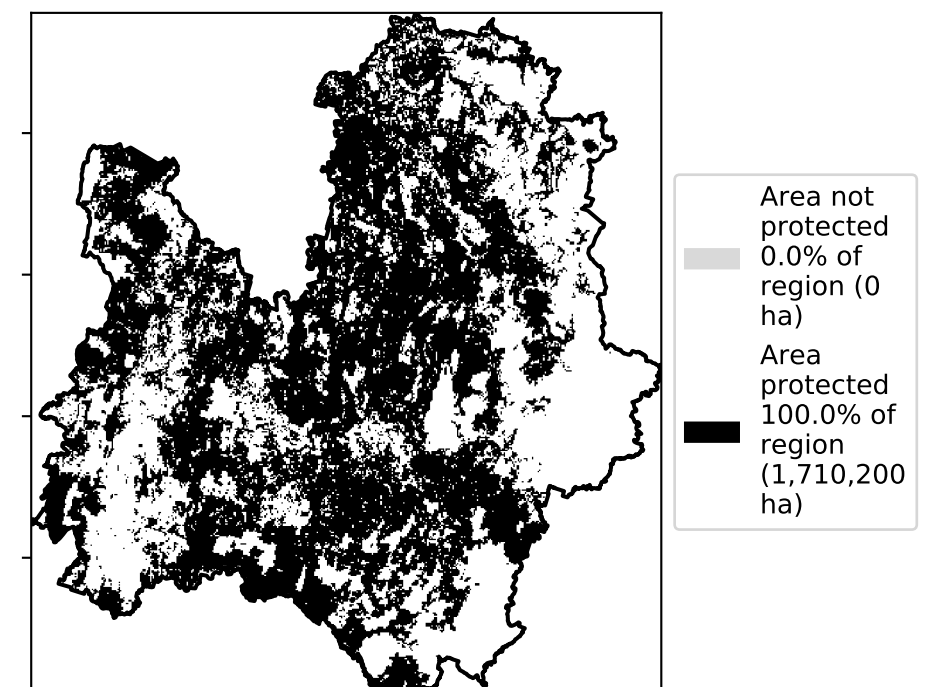 Area not
protected
0.0% of
region (0
ha)
Area
protected
100.0% of
region
(1,710,200
ha)